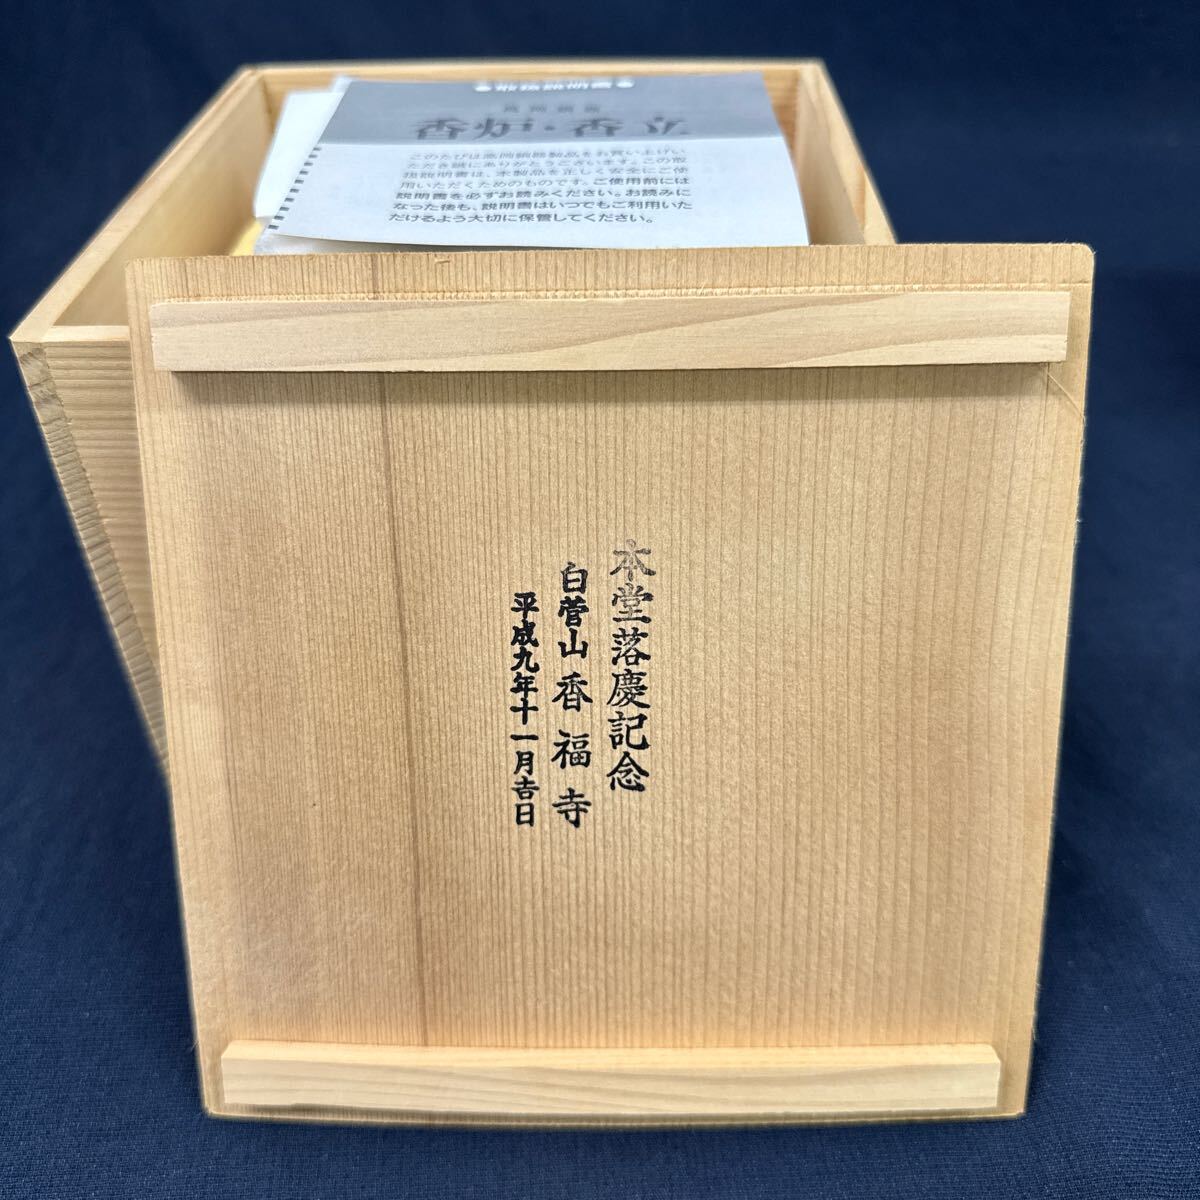 ●取扱説明書●
高岡銅器
香炉・香立
このたびは高岡銅器製品をお買い上げい
ただき誠にありがとうございます。この取
扱説明書は、本製品を正しく安全にご使
用いただくためのものです。ご使用前には
説明書を必ずお読みください。お読みに
なった後も、説明書はいつでもご利用いた
だけるよう大切に保管してください。
本堂落慶記念
白菅山香福寺
平成九年十一月吉日